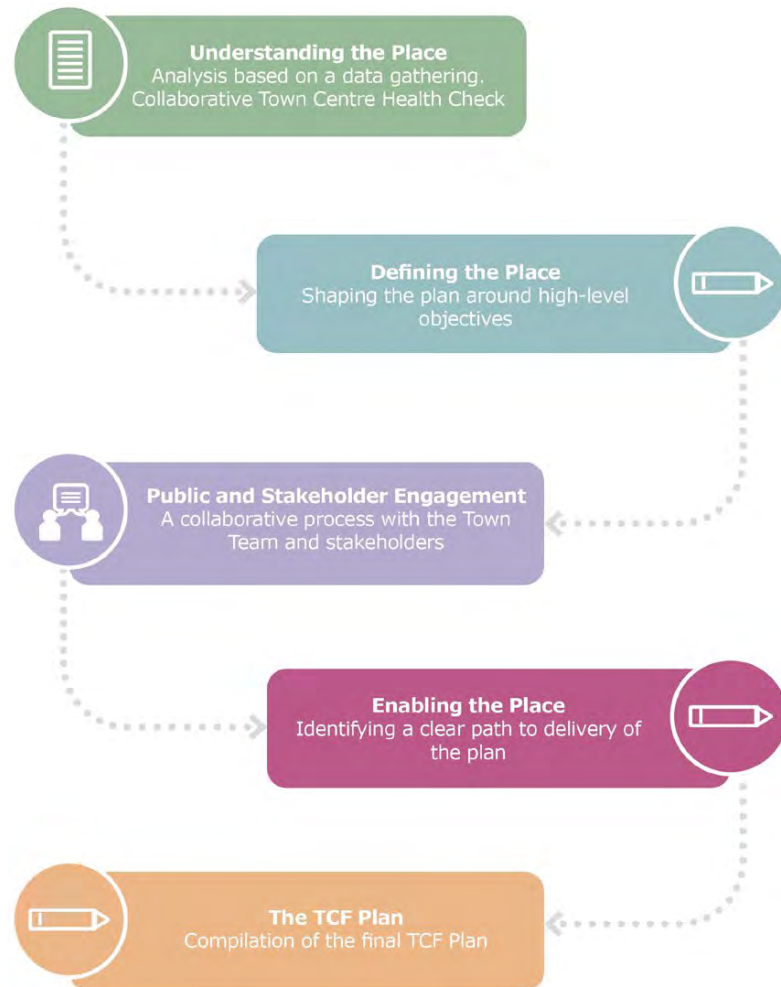 Understanding the Place
Analysis based on a data gathering.
Collaborative Town Centre Health Check
Defining the Place
Shaping the plan around high-level
objectives
Public and Stakeholder Engagement
A collaborative process with the Town
Team and stakeholders
Enabling the Place
Identifying a clear path to delivery of
the plan
The TCF Plan
Compilation of the final TCF Plan